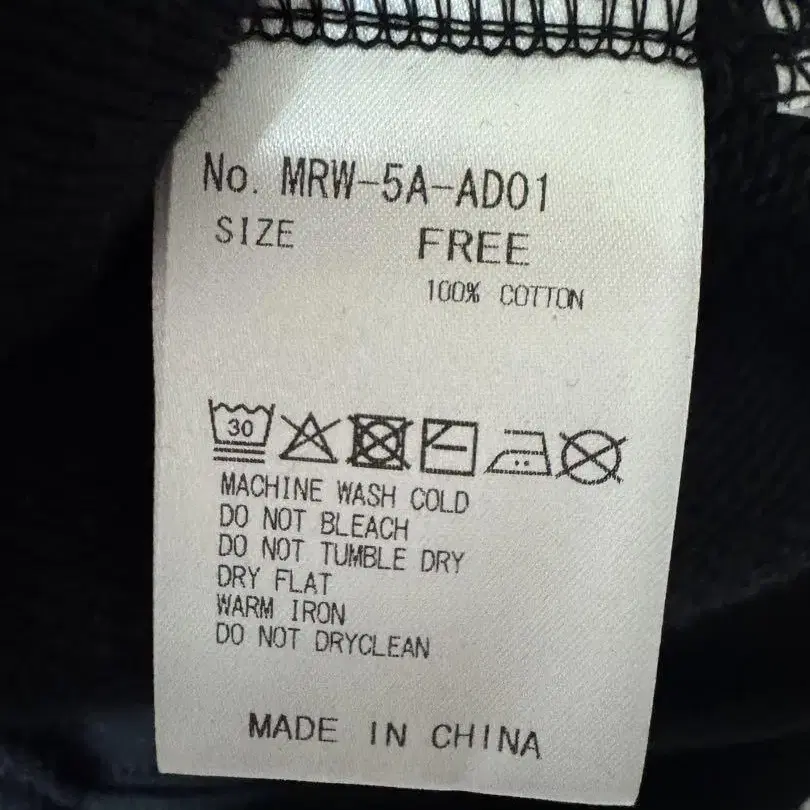 No. MRW-5A-AD01
SIZE FREE
100% COTTON
30
MACHINE WASH COLD
DO NOT BLEACH
DO NOT TUMBLE DRY
DRY FLAT
WARM IRON
DO NOT DRYCLEAN
MADE IN CHINA